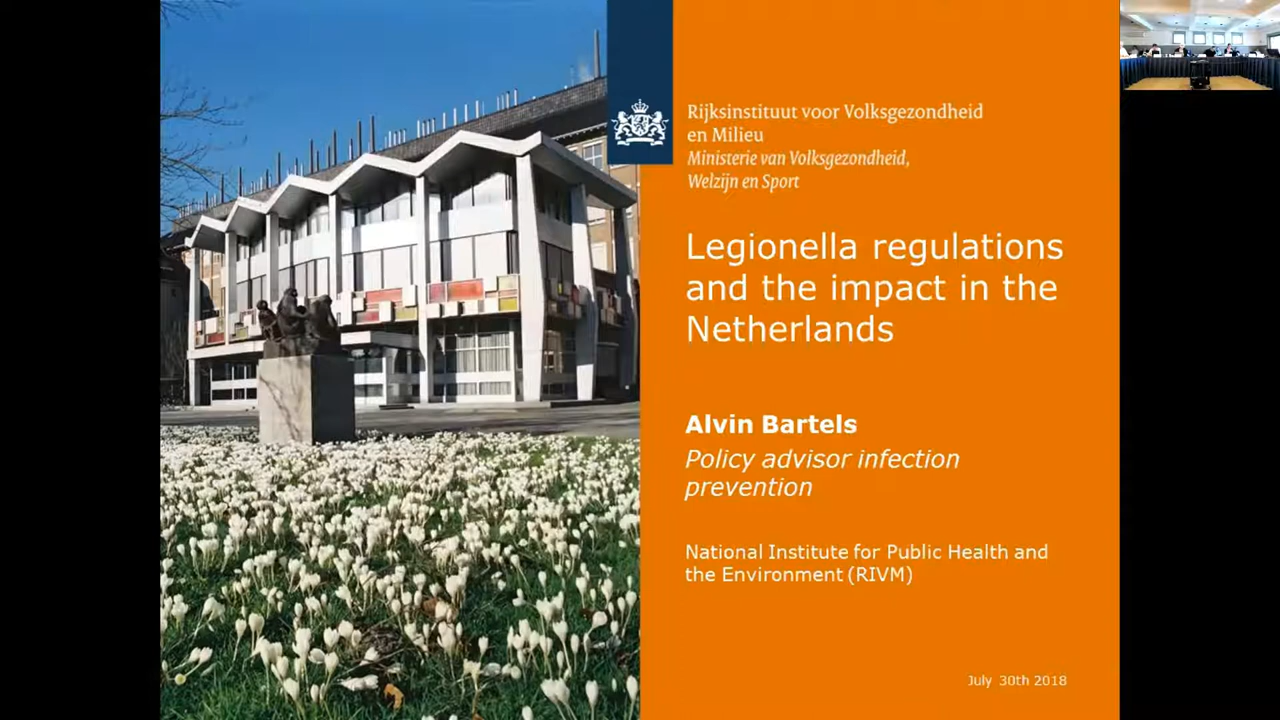 Rijksinstituut voor Volksgezondheid
en Milieu
Ministerie van Volksgezondheid,
Welzijn en Sport
Legionella regulations
and the impact in the
Netherlands
Alvin Bartels
Policy advisor infection
prevention
National Institute for Public Health and
the Environment (RIVM)
July 30th 2018